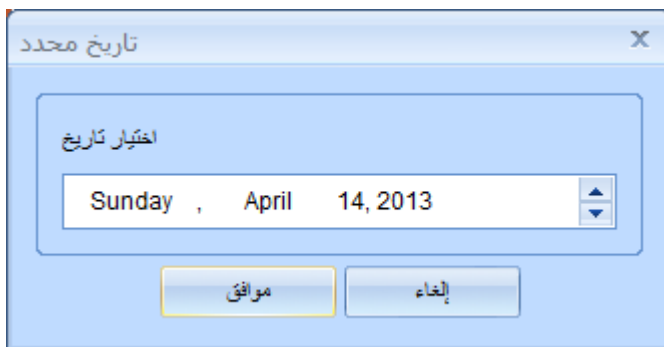 تاريخ محدد
اختيار تاريخ
Sunday , April 14, 2013
موافق إلغاء